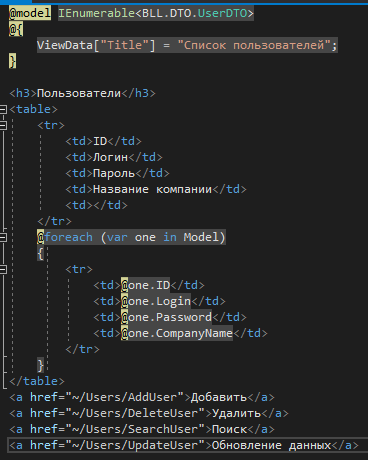 @model IEnumerable<BLL.DTO.UserDTO>
@{
ViewData["Title"] = "Список пользователей";
}
<h3>Пользователи</h3>
<table>
<tr>
<td>ID</td>
<td>Логин</td>
<td>Пароль</td>
<td>Название компании</td>
<td></td>
</tr>
@foreach (var one in Model)
{
<tr>
<td>@one.ID</td>
<td>@one.Login</td>
<td>@one.Password</td>
<td>@one.CompanyName</td>
</tr>
}
</table>
<a href="~/Users/AddUser">Добавить</a>
<a href="~/Users/DeleteUser">Удалить</a>
<a href="~/Users/SearchUser">Поиск</a>
<a href="~/Users/UpdateUser">Обновление данных</a>